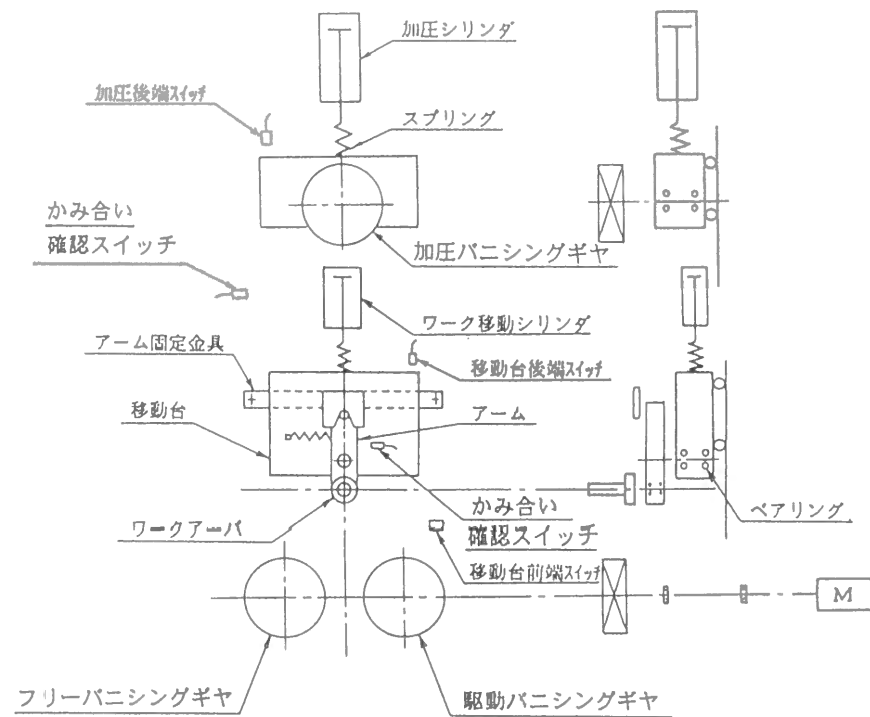 加圧シリンダ
加圧後端スイッチ
スプリング
かみ合い
確認スイッチ
加圧バニシングギヤ
ワーク移動シリンダ
アーム固定金具
移動台後端スイッチ
移動台
アーム
かみ合い
確認スイッチ
ベアリング
ワークアーバ
移動台前端スイッチ
M
フリーバニシングギヤ
駆動バニシングギヤ